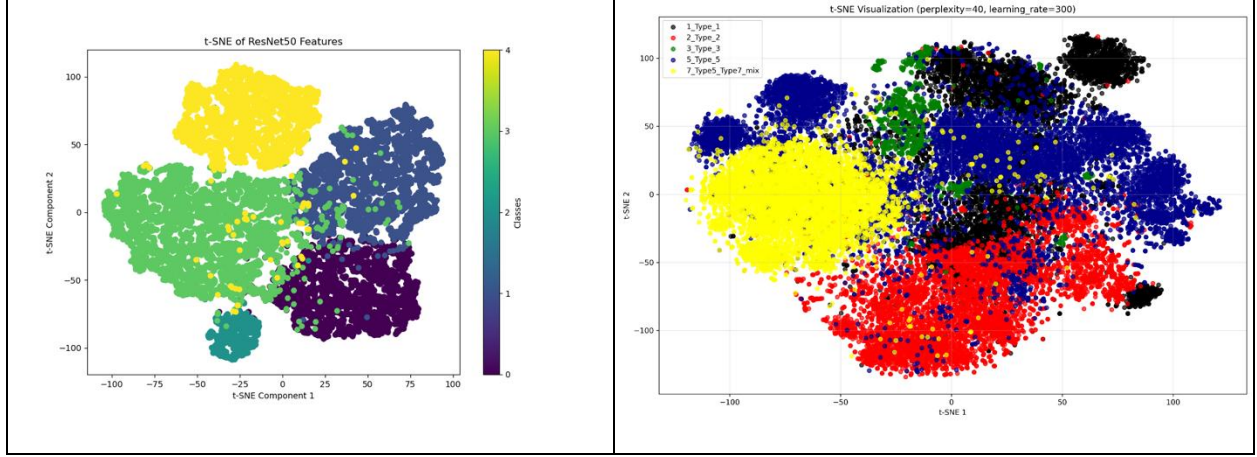 t-SNE of ResNet50 Features
100
50
0
−50
−100
t-SNE Component 2
−100
−75
−50
−25
0
25
50
75
100
t-SNE Component 1
4
3
2
1
0
Classes
t-SNE Visualization (perplexity=40, learning_rate=300)
1_Type_1
2_Type_2
3_Type_3
5_Type_5
7_Type5_Type7_mix
100
50
0
−50
−100
t-SNE 2
−100
−50
0
50
100
t-SNE 1